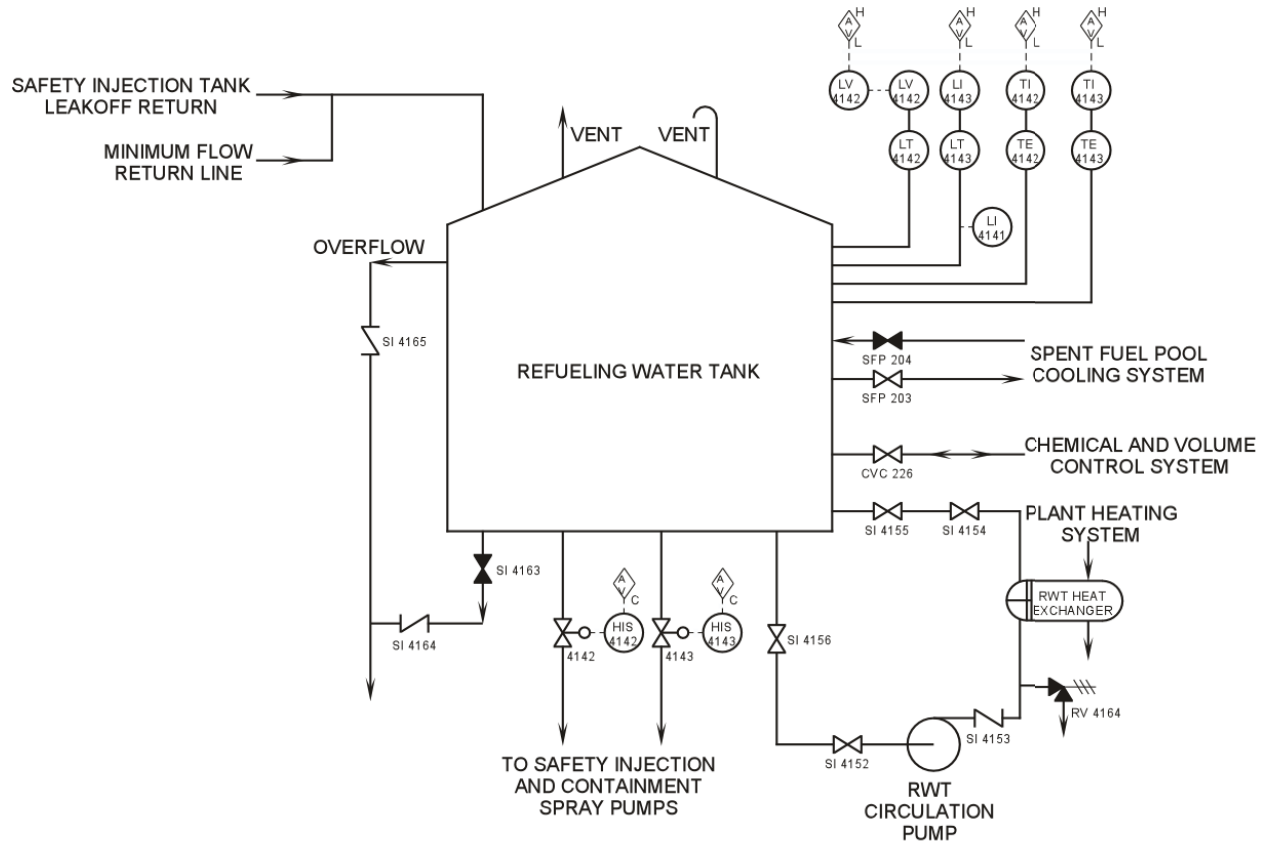 H
A
V
L
H
A
V
L
H
A
V
L
H
A
V
L
SAFETY INJECTION TANK
LEAKOFF RETURN
LV
4142
LV
4142
LI
4143
TI
4142
TI
4143
VENT
VENT
MINIMUM FLOW
RETURN LINE
LT
4142
LT
4143
TE
4142
TE
4143
LI
4141
OVERFLOW
SI 4165
SFP 204
SPENT FUEL POOL
COOLING SYSTEM
REFUELING WATER TANK
SFP 203
CHEMICAL AND VOLUME
CONTROL SYSTEM
CVC 226
SI 4155
SI 4154
PLANT HEATING
SYSTEM
SI 4163
A
V
C
A
V
C
RWT HEAT
EXCHANGER
HIS
4142
HIS
4143
SI 4164
4142
4143
SI 4156
RV 4164
SI 4153
SI 4152
TO SAFETY INJECTION
AND CONTAINMENT
SPRAY PUMPS
RWT
CIRCULATION
PUMP